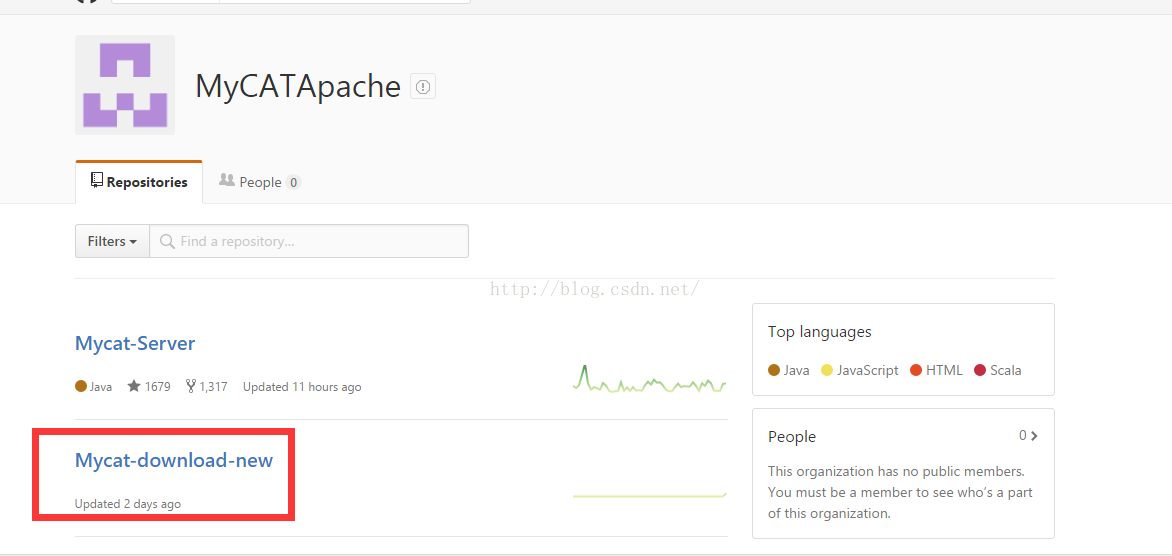 MyCATApache
Repositories
People 0
Filters
Find a repository...
http://blog.csdn.net/
Mycat-Server
Java 1679 1,317 Updated 11 hours ago
Mycat-download-new
Updated 2 days ago
Top languages
Java JavaScript HTML Scala
People 0
This organization has no public members.
You must be a member to see who's a part
of this organization.